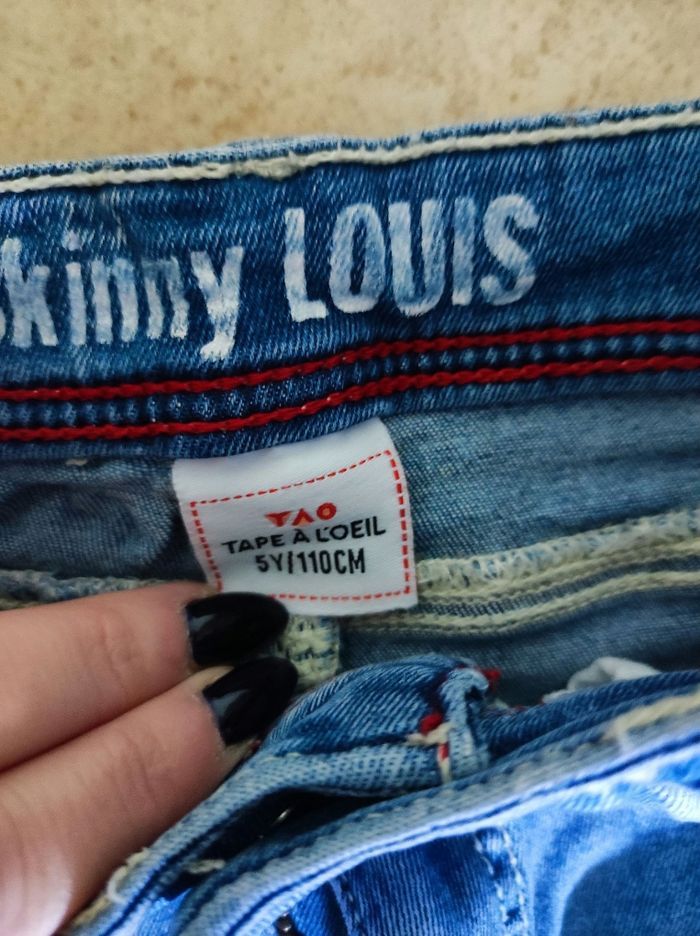 skinny LOUIS
TAO
TAPE À L'OEIL
5Y/110CM